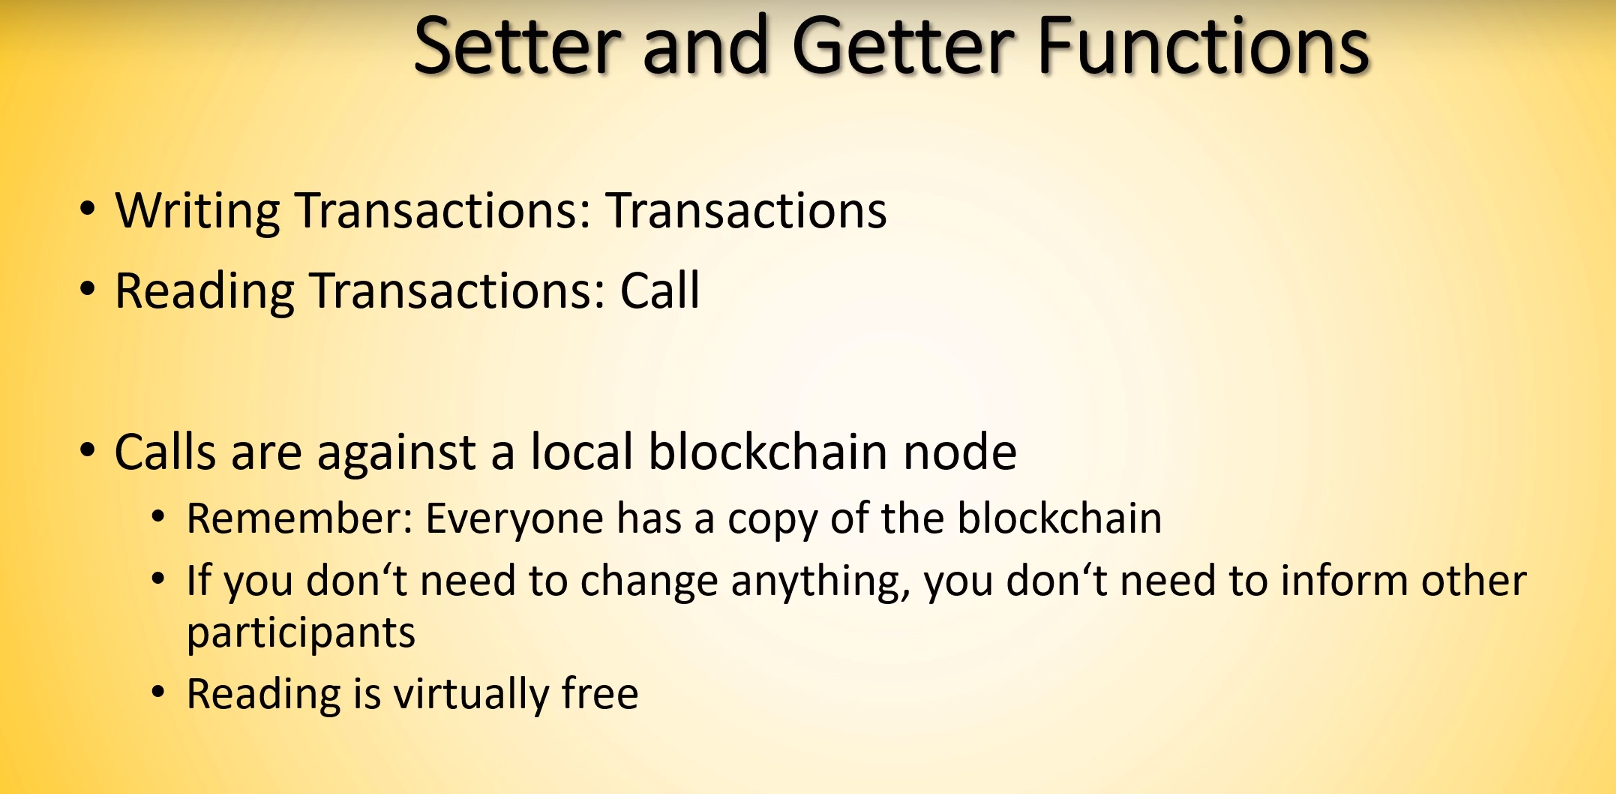 Setter and Getter Functions
• Writing Transactions: Transactions
• Reading Transactions: Call
• Calls are against a local blockchain node
• Remember: Everyone has a copy of the blockchain
• If you don‘t need to change anything, you don‘t need to inform other
participants
• Reading is virtually free